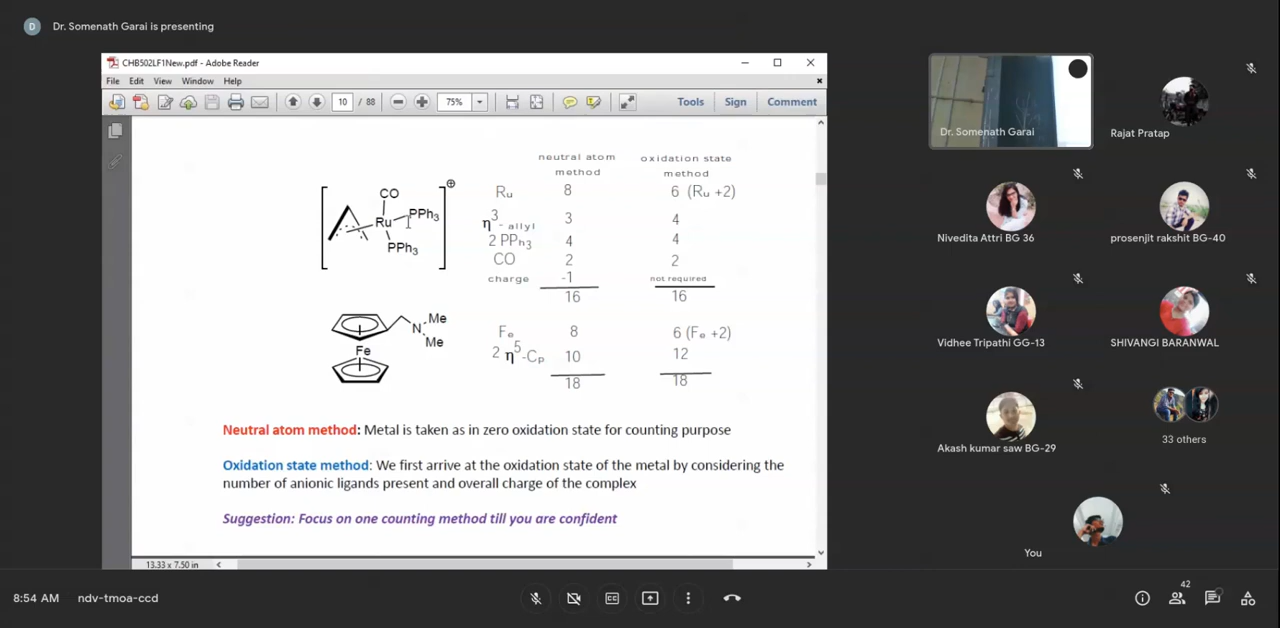 D Dr. Somenath Garai is presenting
CHB502LF1New.pdf - Adobe Reader
File Edit View Window Help
10 / 88 75% Tools Sign Comment
neutral atom method
oxidation state method
CO
Ru
PPh3
PPh3
⊕
Ru 8 6 (Ru +2)
η3- allyl 3 4
2 PPh3 4 4
CO 2 2
charge -1 not required
16 16
Me
N
Me
Fe
Fe 8 6 (Fe +2)
2 η5-Cp 10 12
18 18
Neutral atom method: Metal is taken as in zero oxidation state for counting purpose
Oxidation state method: We first arrive at the oxidation state of the metal by considering the
number of anionic ligands present and overall charge of the complex
Suggestion: Focus on one counting method till you are confident
13.33 x 7.50 in
Dr. Somenath Garai
Rajat Pratap
Nivedita Attri BG 36
prosenjit rakshit BG-40
Vidhee Tripathi GG-13
SHIVANGI BARANWAL
Akash kumar saw BG-29
33 others
You
8:54 AM ndv-tmoa-ccd
CC
42